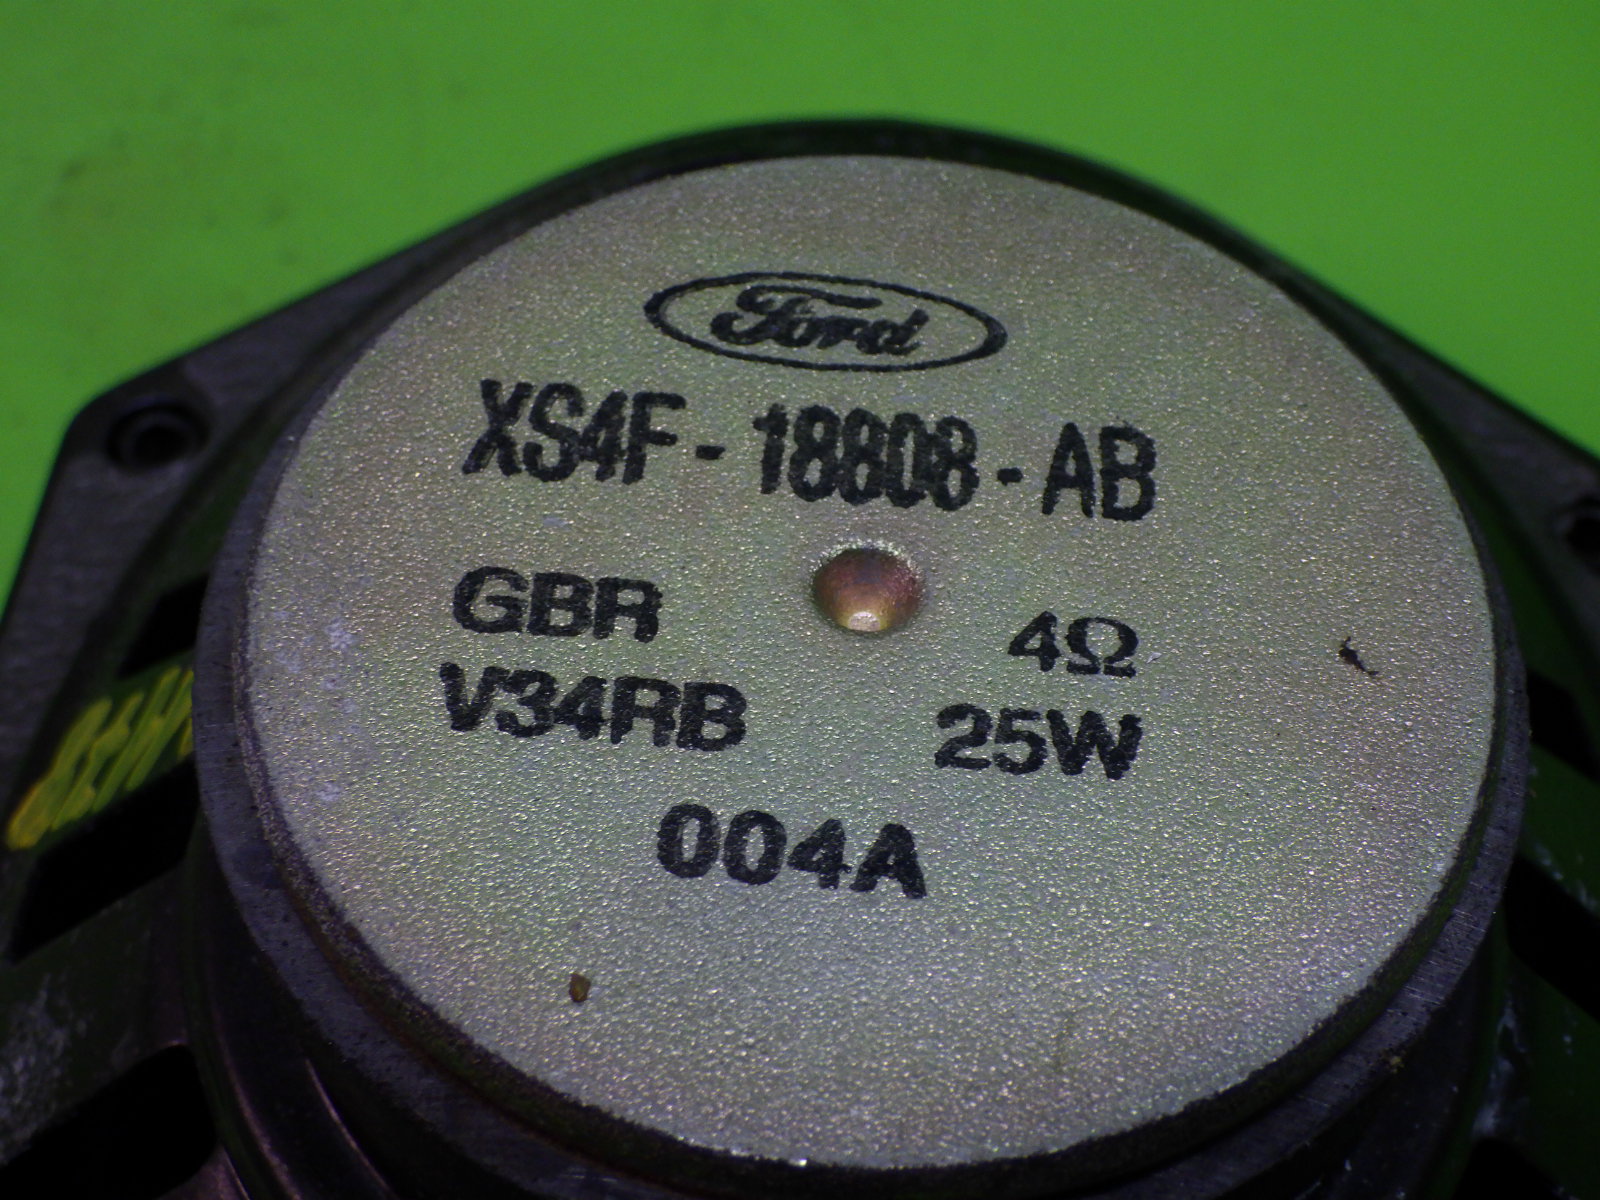 Ford
XS4F-18808-AB
GBR
4Ω
V34RB
25W
004A